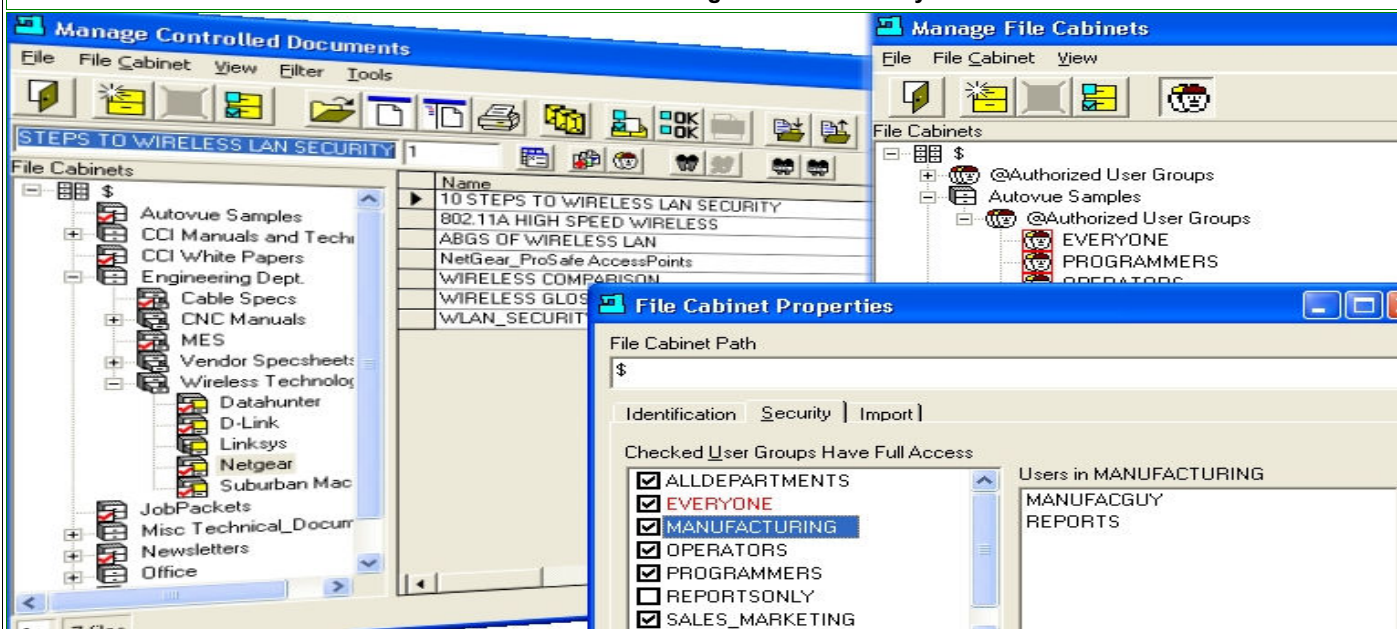 Manage Controlled Documents
File File Cabinet View Filter Tools
STEPS TO WIRELESS LAN SECURITY 1
File Cabinets
$
Autovue Samples
CCI Manuals and Techı
CCI White Papers
Engineering Dept.
Cable Specs
CNC Manuals
MES
Vendor Specsheets
Wireless Technolog
Datahunter
D-Link
Linksys
Netgear
Suburban Mac
JobPackets
Misc Technical_Docum
Newsletters
Office
Name
10 STEPS TO WIRELESS LAN SECURITY
802.11A HIGH SPEED WIRELESS
ABGS OF WIRELESS LAN
NetGear_ProSafe AccessPoints
WIRELESS COMPARISON
WIRELESS GLOS
WLAN_SECURIT
OK
OK
Manage File Cabinets
File File Cabinet View
File Cabinets
$
@Authorized User Groups
Autovue Samples
@Authorized User Groups
EVERYONE
PROGRAMMERS
OPERATORS
File Cabinet Properties
File Cabinet Path
$
Identification Security Import
Checked User Groups Have Full Access
ALLDEPARTMENTS
EVERYONE
MANUFACTURING
OPERATORS
PROGRAMMERS
REPORTSONLY
SALES_MARKETING
Users in MANUFACTURING
MANUFACGUY
REPORTS